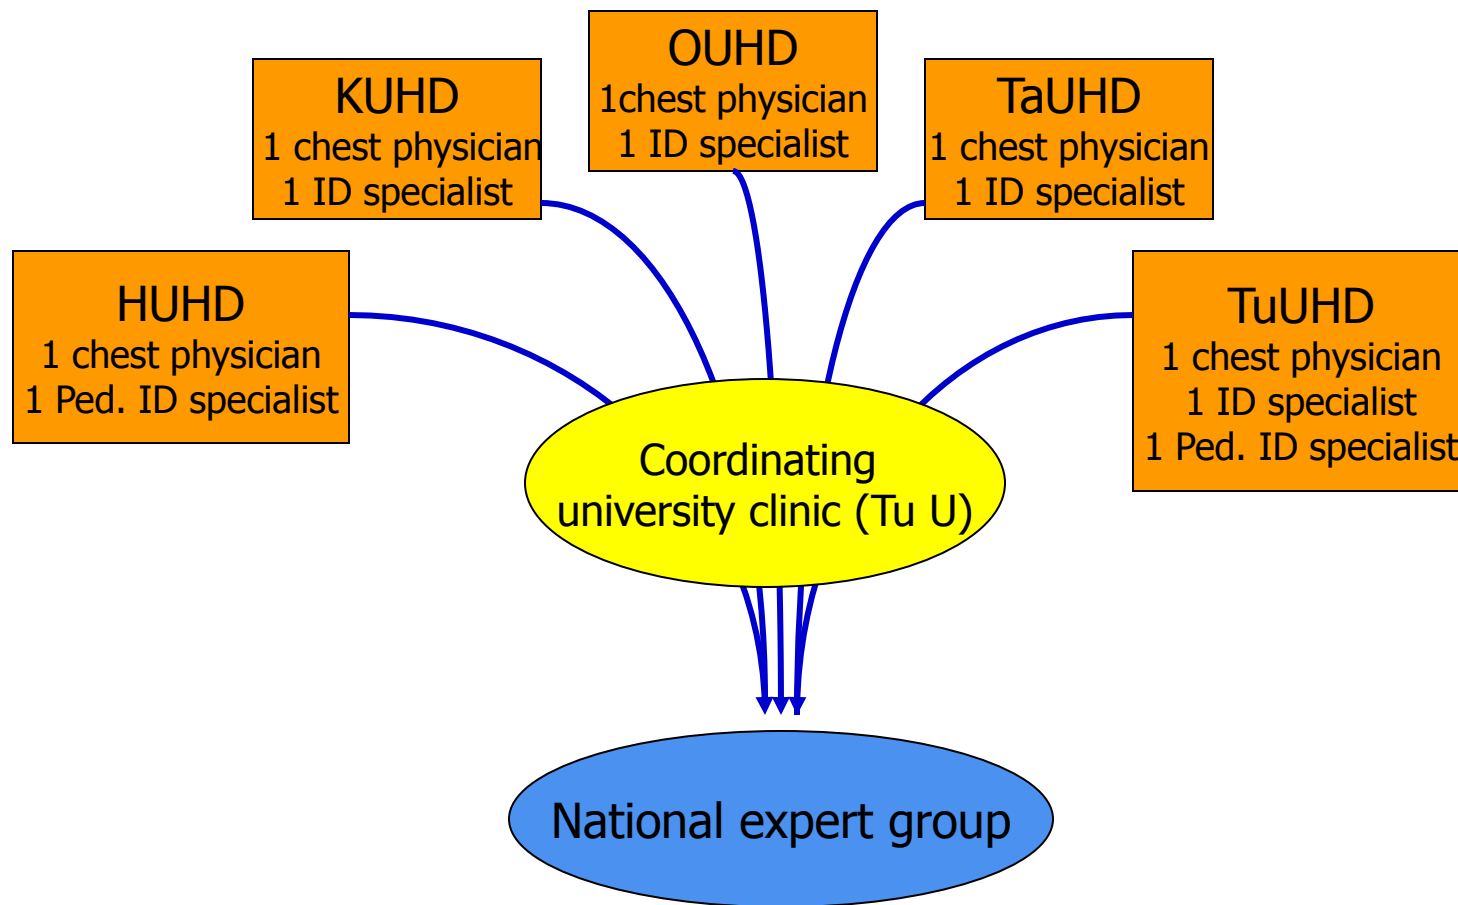 OUHD
1chest physician
1 ID specialist
KUHD
1 chest physician
1 ID specialist
TaUHD
1 chest physician
1 ID specialist
HUHD
1 chest physician
1 Ped. ID specialist
TuUHD
1 chest physician
1 ID specialist
1 Ped. ID specialist
Coordinating
university clinic (Tu U)
National expert group